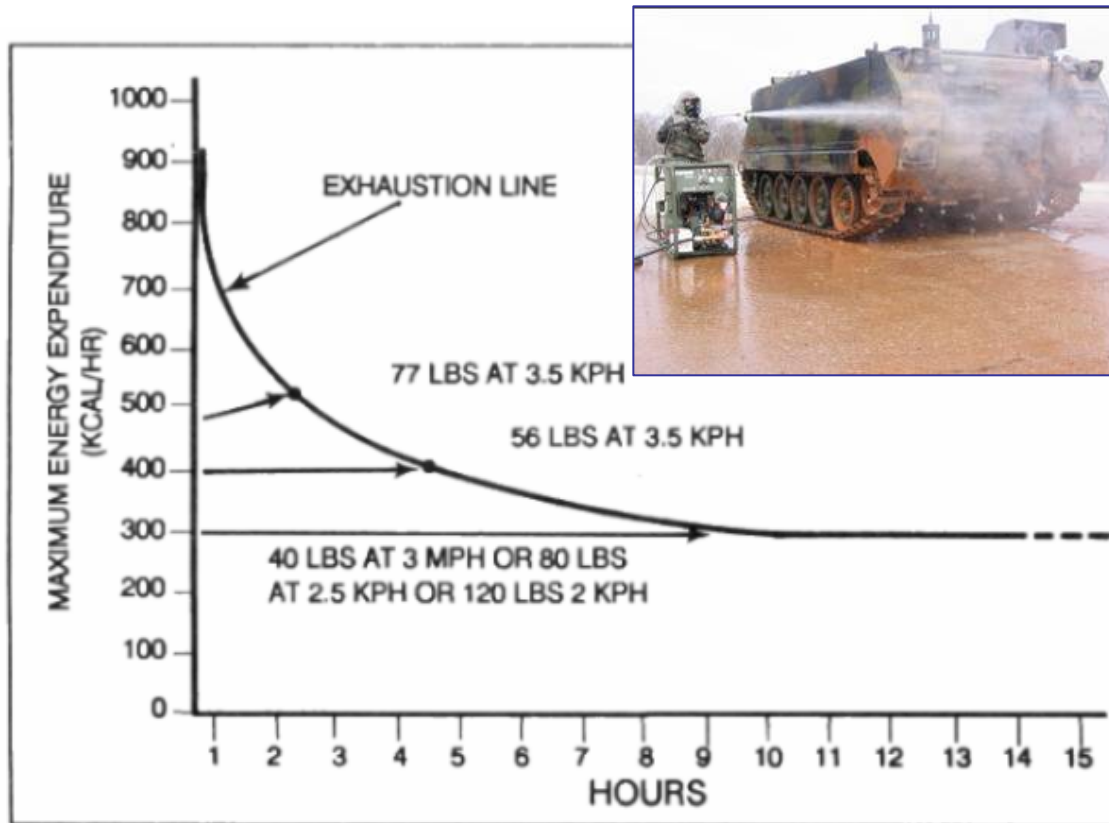 MAXIMUM ENERGY EXPENDITURE
(KCAL/HR)
1000
900
800
700
600
500
400
300
200
100
0
EXHAUSTION LINE
77 LBS AT 3.5 KPH
56 LBS AT 3.5 KPH
40 LBS AT 3 MPH OR 80 LBS
AT 2.5 KPH OR 120 LBS 2 KPH
1 2 3 4 5 6 7 8 9 10 11 12 13 14 15
HOURS